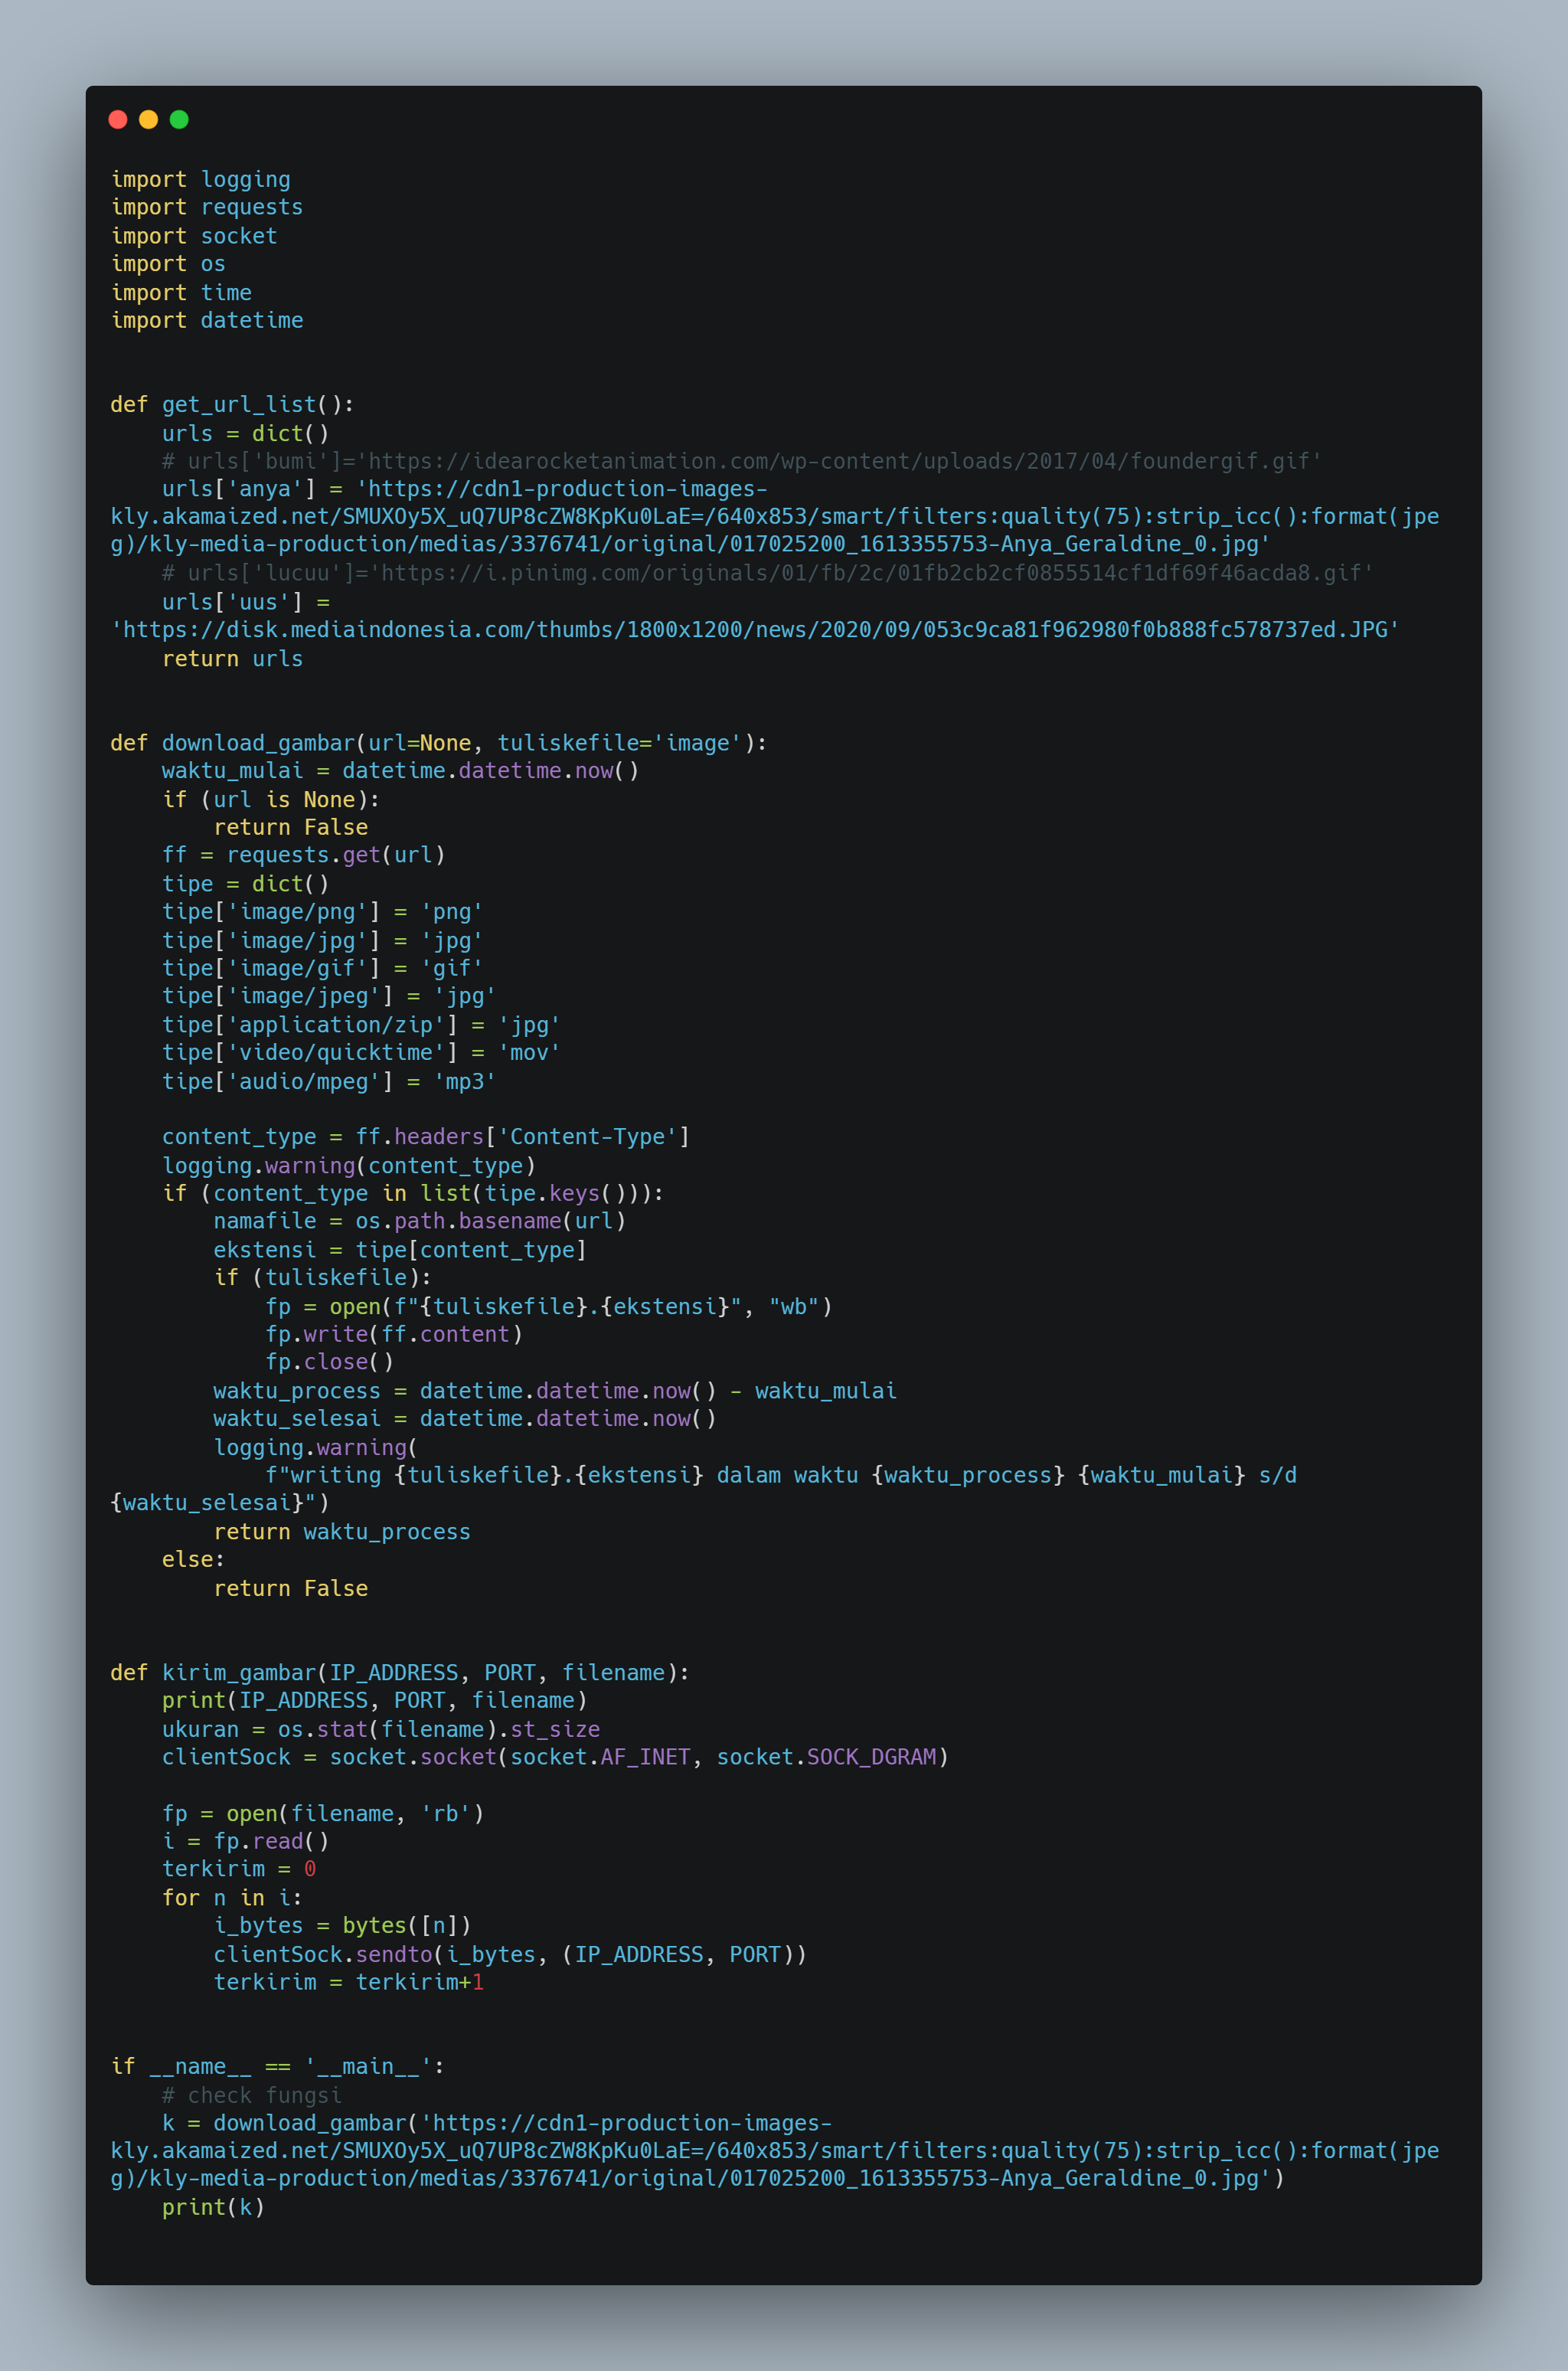 import logging
import requests
import socket
import os
import time
import datetime
def get_url_list():
    urls = dict()
    # urls['bumi']='https://idearocketanimation.com/wp-content/uploads/2017/04/foundergif.gif'
    urls['anya'] = 'https://cdn1-production-images-
kly.akamaized.net/SMUXOy5X_uQ7UP8cZW8KpKu0LaE=/640x853/smart/filters:quality(75):strip_icc():format(jpe
g)/kly-media-production/medias/3376741/original/017025200_1613355753-Anya_Geraldine_0.jpg'
    # urls['lucuu']='https://i.pinimg.com/originals/01/fb/2c/01fb2cb2cf0855514cf1df69f46acda8.gif'
    urls['uus'] =
'https://disk.mediaindonesia.com/thumbs/1800x1200/news/2020/09/053c9ca81f962980f0b888fc578737ed.JPG'
    return urls
def download_gambar(url=None, tuliskefile='image'):
    waktu_mulai = datetime.datetime.now()
    if (url is None):
        return False
    ff = requests.get(url)
    tipe = dict()
    tipe['image/png'] = 'png'
    tipe['image/jpg'] = 'jpg'
    tipe['image/gif'] = 'gif'
    tipe['image/jpeg'] = 'jpg'
    tipe['application/zip'] = 'jpg'
    tipe['video/quicktime'] = 'mov'
    tipe['audio/mpeg'] = 'mp3'
    content_type = ff.headers['Content-Type']
    logging.warning(content_type)
    if (content_type in list(tipe.keys())):
        namafile = os.path.basename(url)
        ekstensi = tipe[content_type]
        if (tuliskefile):
            fp = open(f"{tuliskefile}.{ekstensi}", "wb")
            fp.write(ff.content)
            fp.close()
        waktu_process = datetime.datetime.now() - waktu_mulai
        waktu_selesai = datetime.datetime.now()
        logging.warning(
            f"writing {tuliskefile}.{ekstensi} dalam waktu {waktu_process} {waktu_mulai} s/d
{waktu_selesai}")
        return waktu_process
    else:
        return False
def kirim_gambar(IP_ADDRESS, PORT, filename):
    print(IP_ADDRESS, PORT, filename)
    ukuran = os.stat(filename).st_size
    clientSock = socket.socket(socket.AF_INET, socket.SOCK_DGRAM)
    fp = open(filename, 'rb')
    i = fp.read()
    terkirim = 0
    for n in i:
        i_bytes = bytes([n])
        clientSock.sendto(i_bytes, (IP_ADDRESS, PORT))
        terkirim = terkirim+1
if __name__ == '__main__':
    # check fungsi
    k = download_gambar('https://cdn1-production-images-
kly.akamaized.net/SMUXOy5X_uQ7UP8cZW8KpKu0LaE=/640x853/smart/filters:quality(75):strip_icc():format(jpe
g)/kly-media-production/medias/3376741/original/017025200_1613355753-Anya_Geraldine_0.jpg')
    print(k)